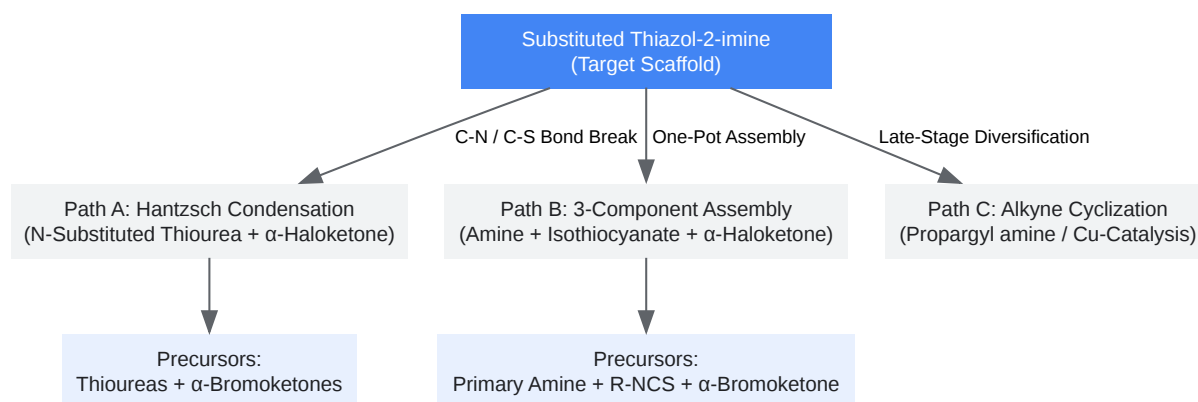 Substituted Thiazol-2-imine
(Target Scaffold)
C-N / C-S Bond Break
One-Pot Assembly
Late-Stage Diversification
Path A: Hantzsch Condensation
(N-Substituted Thiourea + α-Haloketone)
Path B: 3-Component Assembly
(Amine + Isothiocyanate + α-Haloketone)
Path C: Alkyne Cyclization
(Propargyl amine / Cu-Catalysis)
Precursors:
Thioureas + α-Bromoketones
Precursors:
Primary Amine + R-NCS + α-Bromoketone